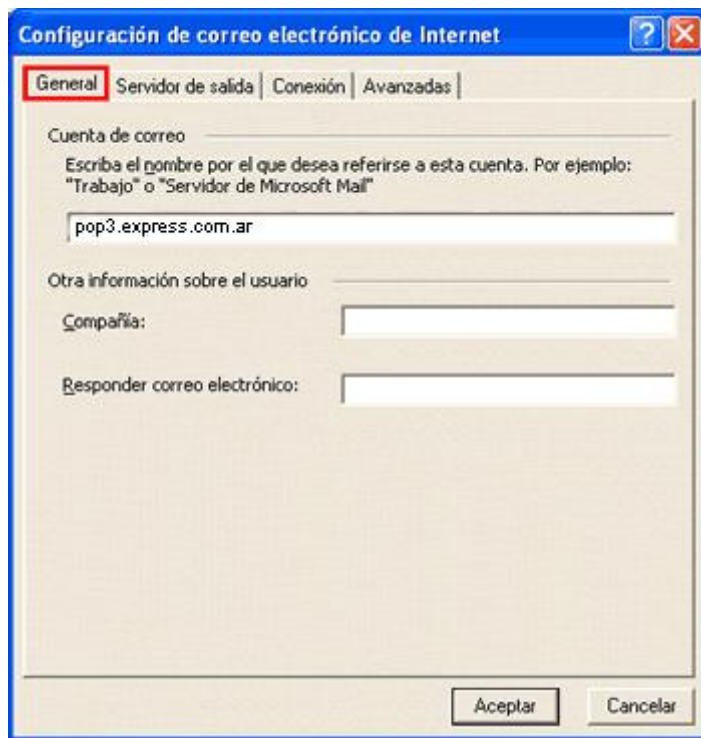 Configuración de correo electrónico de Internet
General Servidor de salida Conexión Avanzadas
Cuenta de correo
Escriba el nombre por el que desea referirse a esta cuenta. Por ejemplo:
"Trabajo" o "Servidor de Microsoft Mail"
pop3.express.com.ar
Otra información sobre el usuario
Compañía:
Responder correo electrónico:
Aceptar Cancelar